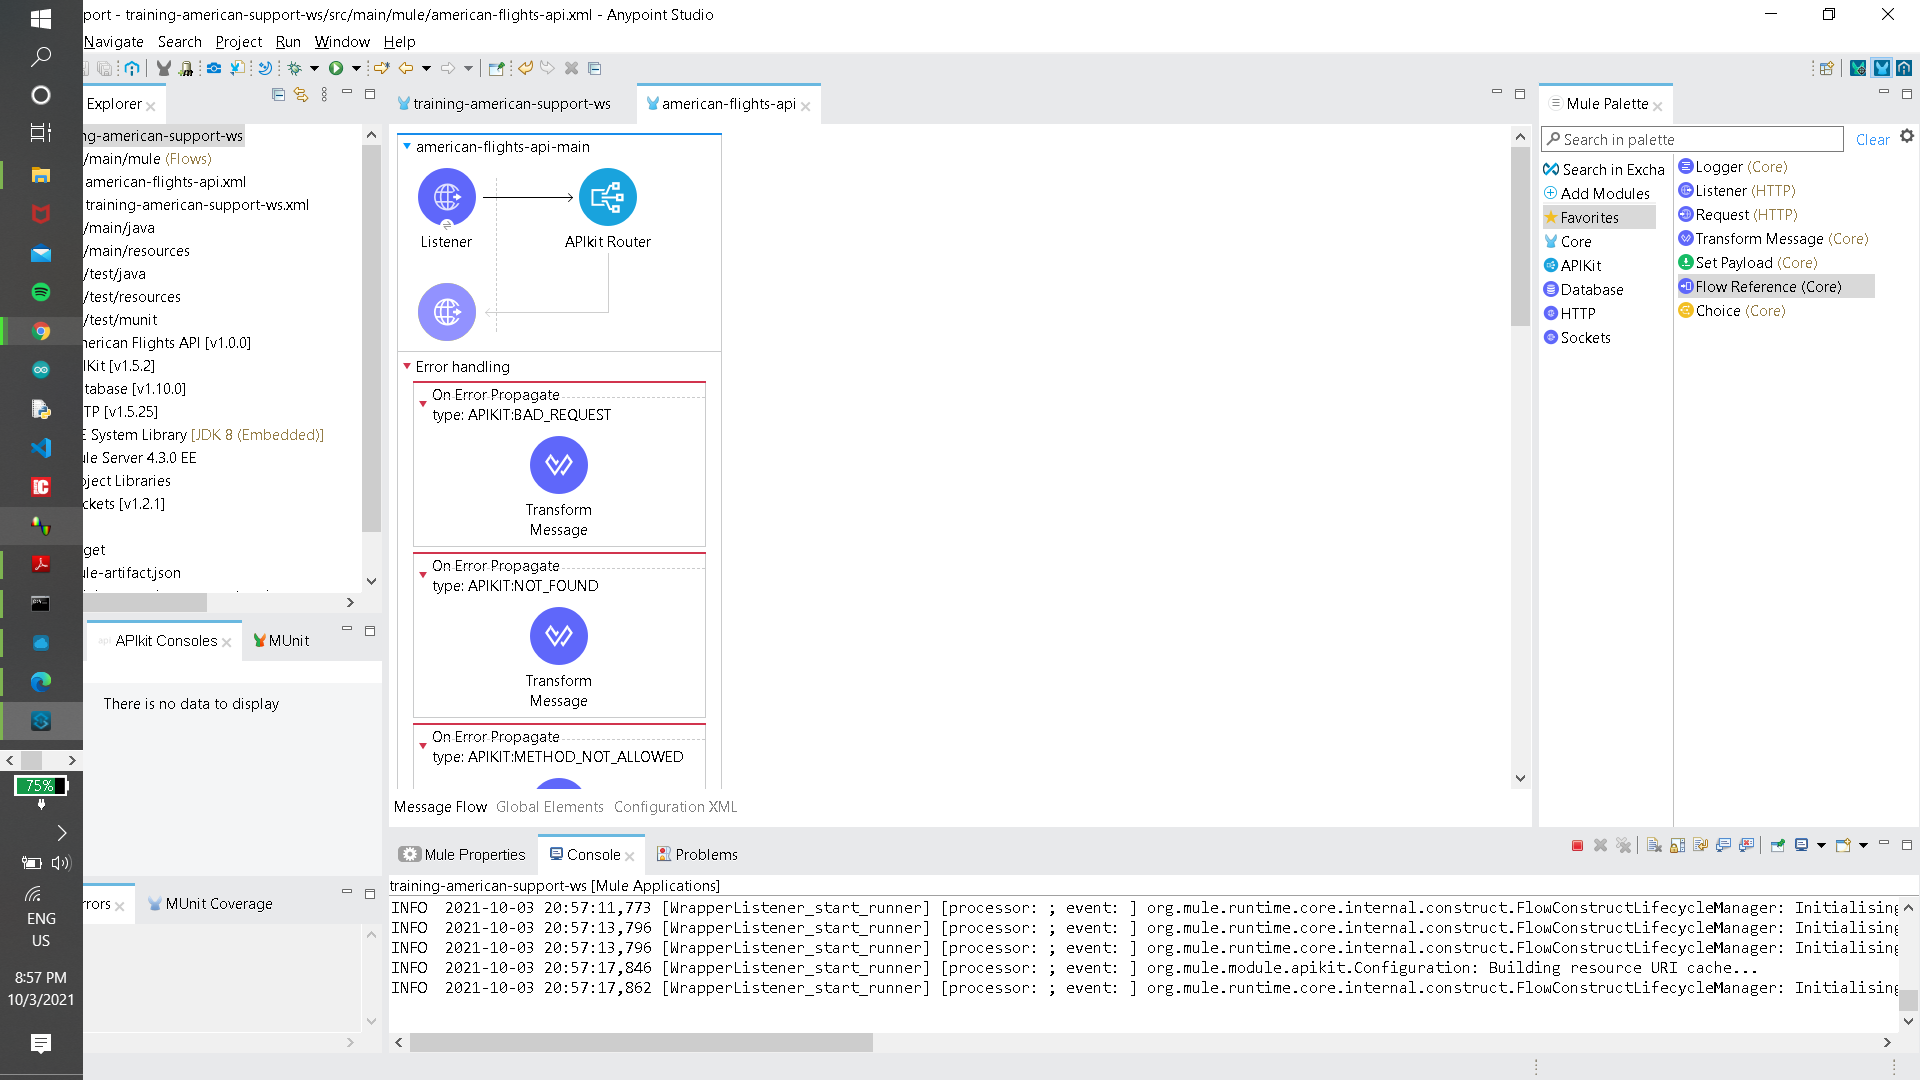 port - training-american-support-ws/src/main/mule/american-flights-api.xml - Anypoint Studio
Navigate Search Project Run Window Help
Explorer
training-american-support-ws
american-flights-api
Mule Palette
Search in palette
Clear
ng-american-support-ws
/main/mule (Flows)
american-flights-api.xml
training-american-support-ws.xml
/main/java
/main/resources
/test/java
/test/resources
/test/munit
nerican Flights API [v1.0.0]
IKit [v1.5.2]
tabase [v1.10.0]
TP [v1.5.25]
E System Library [JDK 8 (Embedded)]
ule Server 4.3.0 EE
oject Libraries
ckets [v1.2.1]
get
ule-artifact.json
american-flights-api-main
Listener
APIkit Router
Error handling
On Error Propagate
type: APIKIT:BAD_REQUEST
Transform
Message
On Error Propagate
type: APIKIT:NOT_FOUND
Transform
Message
On Error Propagate
type: APIKIT:METHOD_NOT_ALLOWED
Message Flow Global Elements Configuration XML
Search in Excha
Add Modules
Favorites
Core
APIKit
Database
HTTP
Sockets
Logger (Core)
Listener (HTTP)
Request (HTTP)
Transform Message (Core)
Set Payload (Core)
Flow Reference (Core)
Choice (Core)
api APIkit Consoles
MUnit
There is no data to display
rrors
MUnit Coverage
Mule Properties
Console
Problems
training-american-support-ws [Mule Applications]
INFO 2021-10-03 20:57:11,773 [WrapperListener_start_runner] [processor: ; event: ] org.mule.runtime.core.internal.construct.FlowConstructLifecycleManager: Initialising
INFO 2021-10-03 20:57:13,796 [WrapperListener_start_runner] [processor: ; event: ] org.mule.runtime.core.internal.construct.FlowConstructLifecycleManager: Initialising
INFO 2021-10-03 20:57:13,796 [WrapperListener_start_runner] [processor: ; event: ] org.mule.runtime.core.internal.construct.FlowConstructLifecycleManager: Initialising
INFO 2021-10-03 20:57:17,846 [WrapperListener_start_runner] [processor: ; event: ] org.mule.module.apikit.Configuration: Building resource URI cache...
INFO 2021-10-03 20:57:17,862 [WrapperListener_start_runner] [processor: ; event: ] org.mule.runtime.core.internal.construct.FlowConstructLifecycleManager: Initialising
75%
ENG
US
8:57 PM
10/3/2021